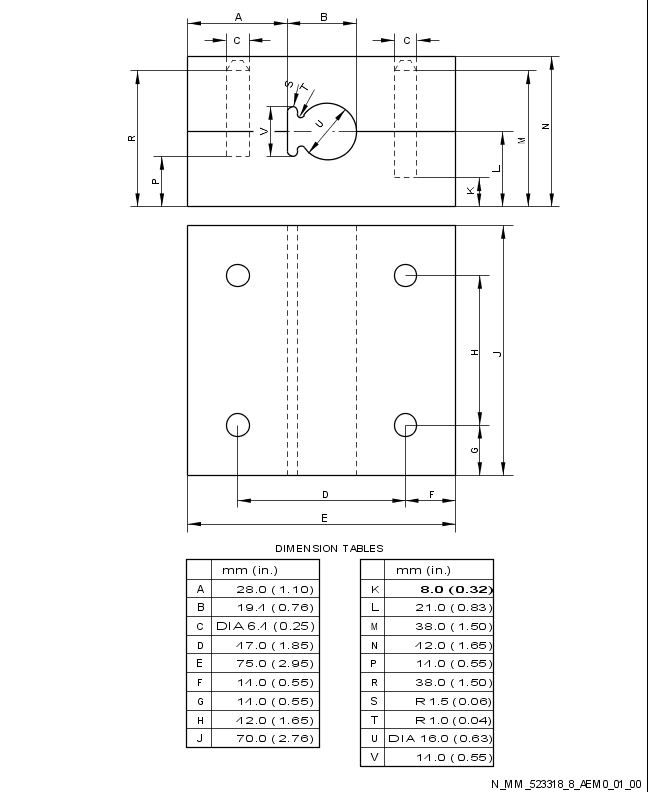 A
B
C
C
S
T
U
V
R
P
K
L
M
N
H
J
G
D
F
E
DIMENSION TABLES
mm (in.)
A 28.0 (1.10)
B 19.4 (0.76)
C DIA 6.4 (0.25)
D 47.0 (1.85)
E 75.0 (2.95)
F 14.0 (0.55)
G 14.0 (0.55)
H 42.0 (1.65)
J 70.0 (2.76)
mm (in.)
K 8.0 (0.32)
L 21.0 (0.83)
M 38.0 (1.50)
N 42.0 (1.65)
P 14.0 (0.55)
R 38.0 (1.50)
S R 1.5 (0.06)
T R 1.0 (0.04)
U DIA 16.0 (0.63)
V 14.0 (0.55)
N_MM_523318_8_AEM0_01_00